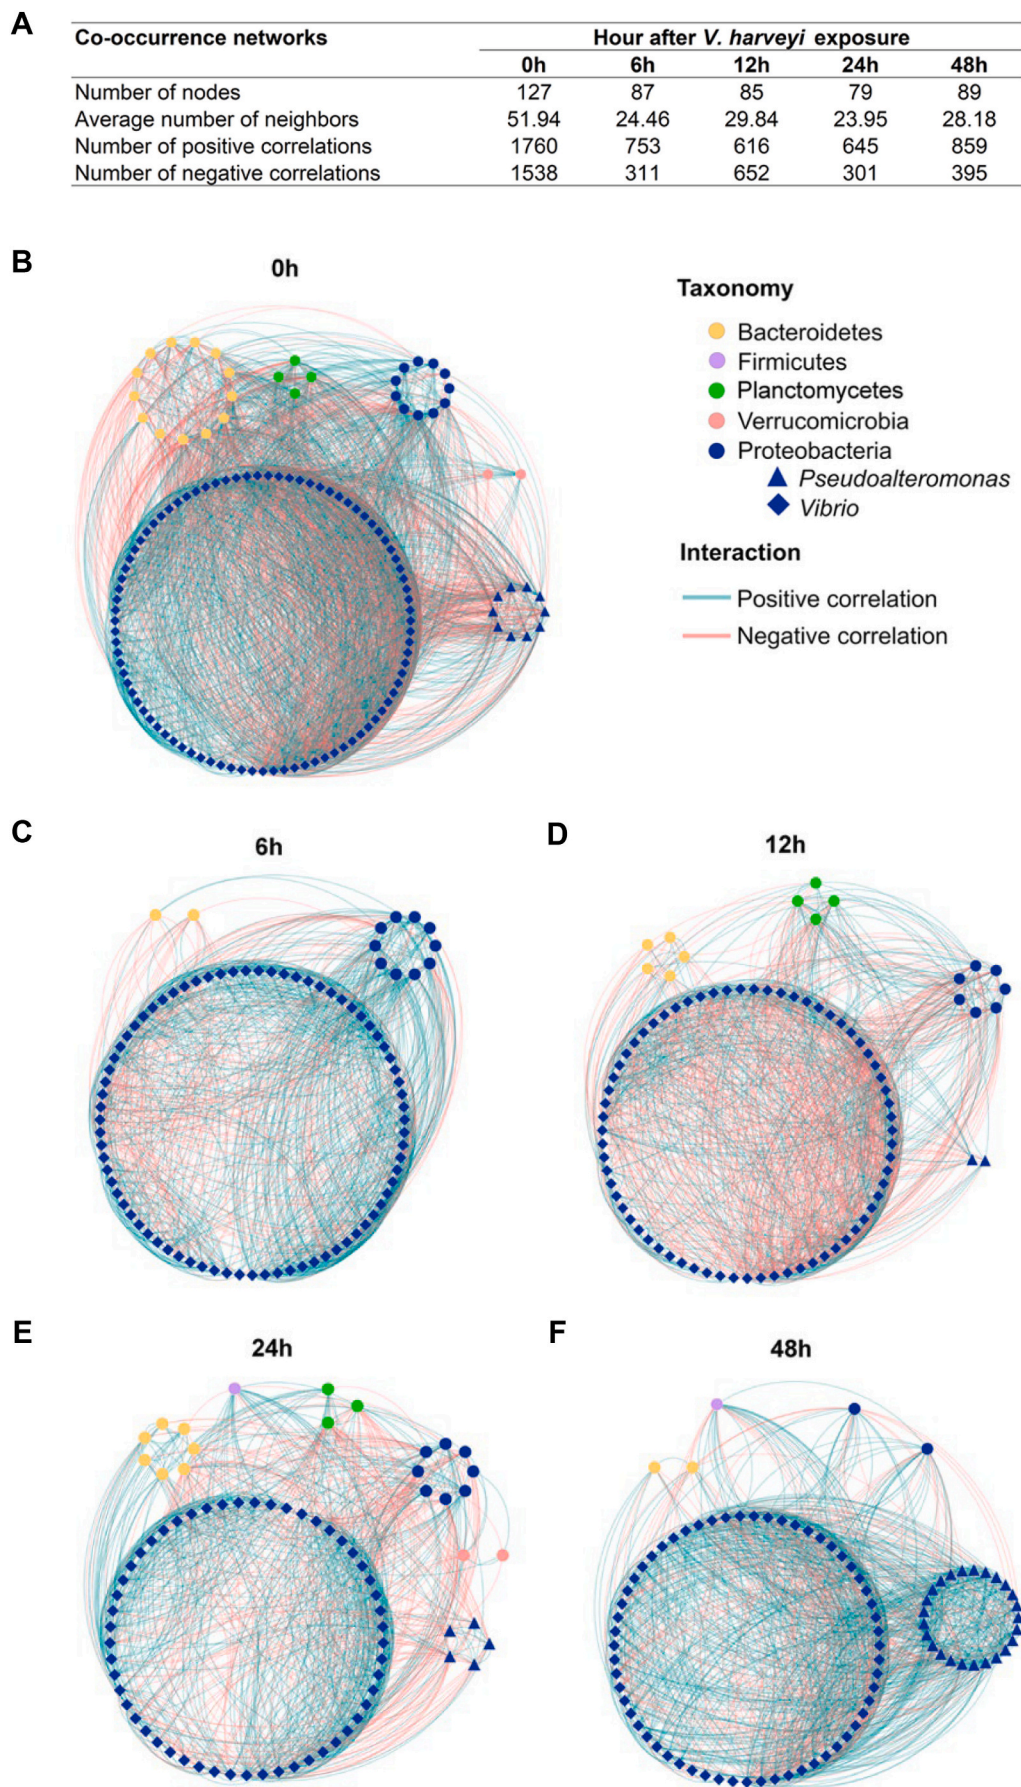 A
Co-occurrence networks Hour after V. harveyi exposure
0h 6h 12h 24h 48h
Number of nodes 127 87 85 79 89
Average number of neighbors 51.94 24.46 29.84 23.95 28.18
Number of positive correlations 1760 753 616 645 859
Number of negative correlations 1538 311 652 301 395
B
0h
Taxonomy
Bacteroidetes
Firmicutes
Planctomycetes
Verrucomicrobia
Proteobacteria
Pseudoalteromonas
Vibrio
Interaction
Positive correlation
Negative correlation
C
6h
D
12h
E
24h
F
48h